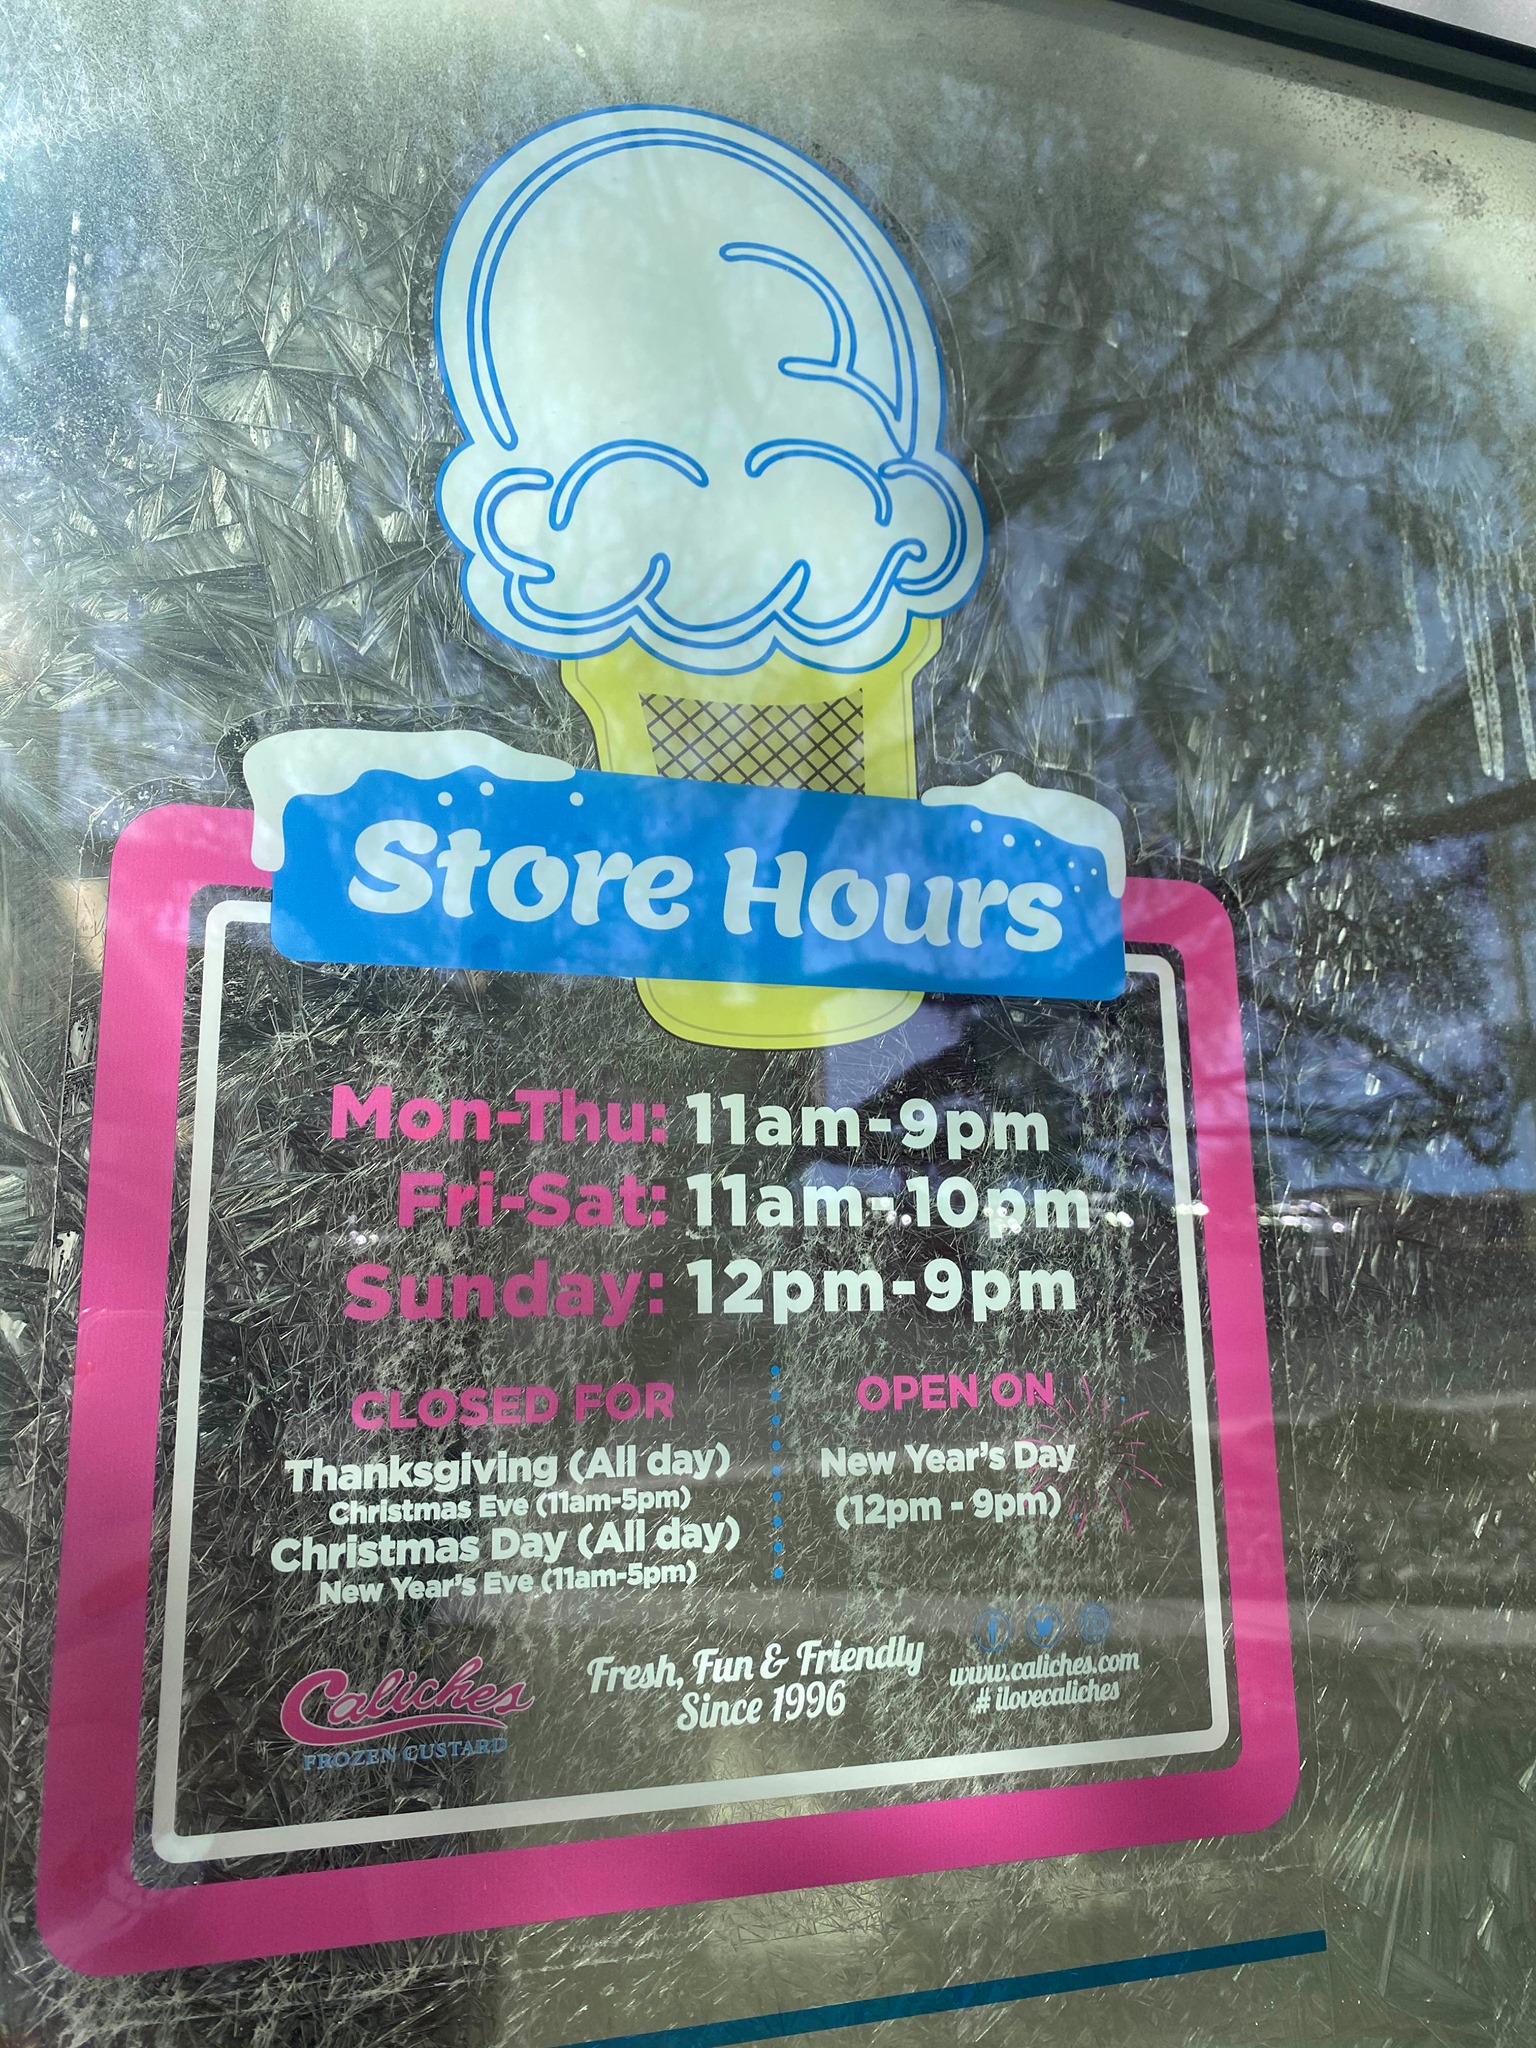 Store Hours
Mon-Thu: 11am-9pm
Fri-Sat: 11am-10pm
Sunday: 12pm-9pm
CLOSED FOR
Thanksgiving (All day)
Christmas Eve (11am-5pm)
Christmas Day (All day)
New Year's Eve (11am-5pm)
OPEN ON
New Year's Day
(12pm - 9pm)
Caliches
FROZEN CUSTARD
Fresh, Fun & Friendly
Since 1996
www.caliches.com
# ilovecaliches